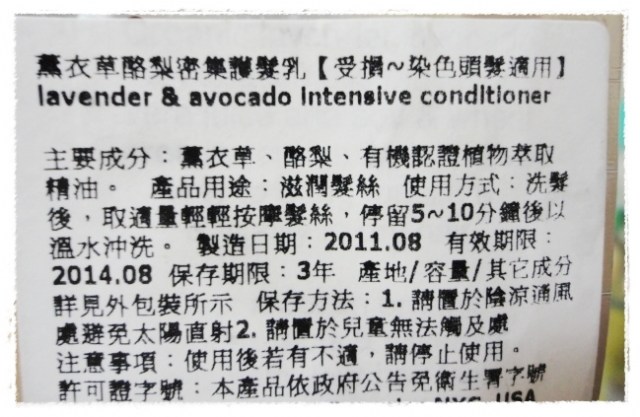 薰衣草酪梨密集護髮乳【受損~染色頭髮適用】
lavender & avocado intensive conditioner
主要成分：薰衣草、酪梨、有機認證植物萃取
精油。 產品用途：滋潤髮絲 使用方式：洗髮
後，取適量輕輕按摩髮絲，停留5~10分鐘後以
溫水沖洗。 製造日期：2011.08 有效期限：
2014.08 保存期限：3年 產地/容量/其它成分
詳見外包裝所示 保存方法：1. 請置於陰涼通風
處避免太陽直射2. 請置於兒童無法觸及處
注意事項：使用後若有不適，請停止使用。
許可證字號：本產品依政府公告免衛生署字號
NYC, USA